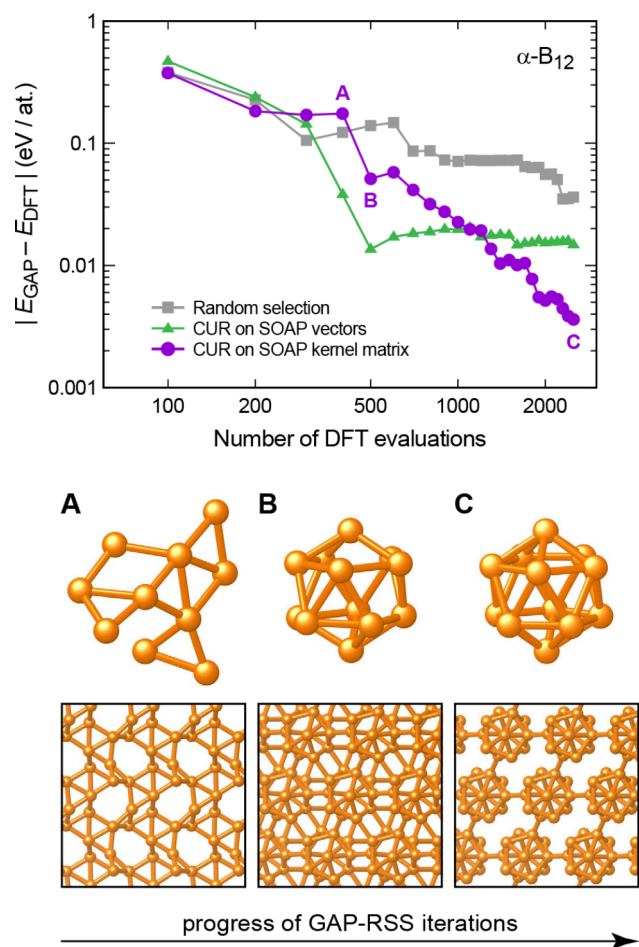 1
α-B12
A
0.1
B
| EGAP – EDFT | (eV / at.)
0.01
Random selection
CUR on SOAP vectors
CUR on SOAP kernel matrix
C
0.001
100 200 500 1000 2000
Number of DFT evaluations
A B C
progress of GAP-RSS iterations